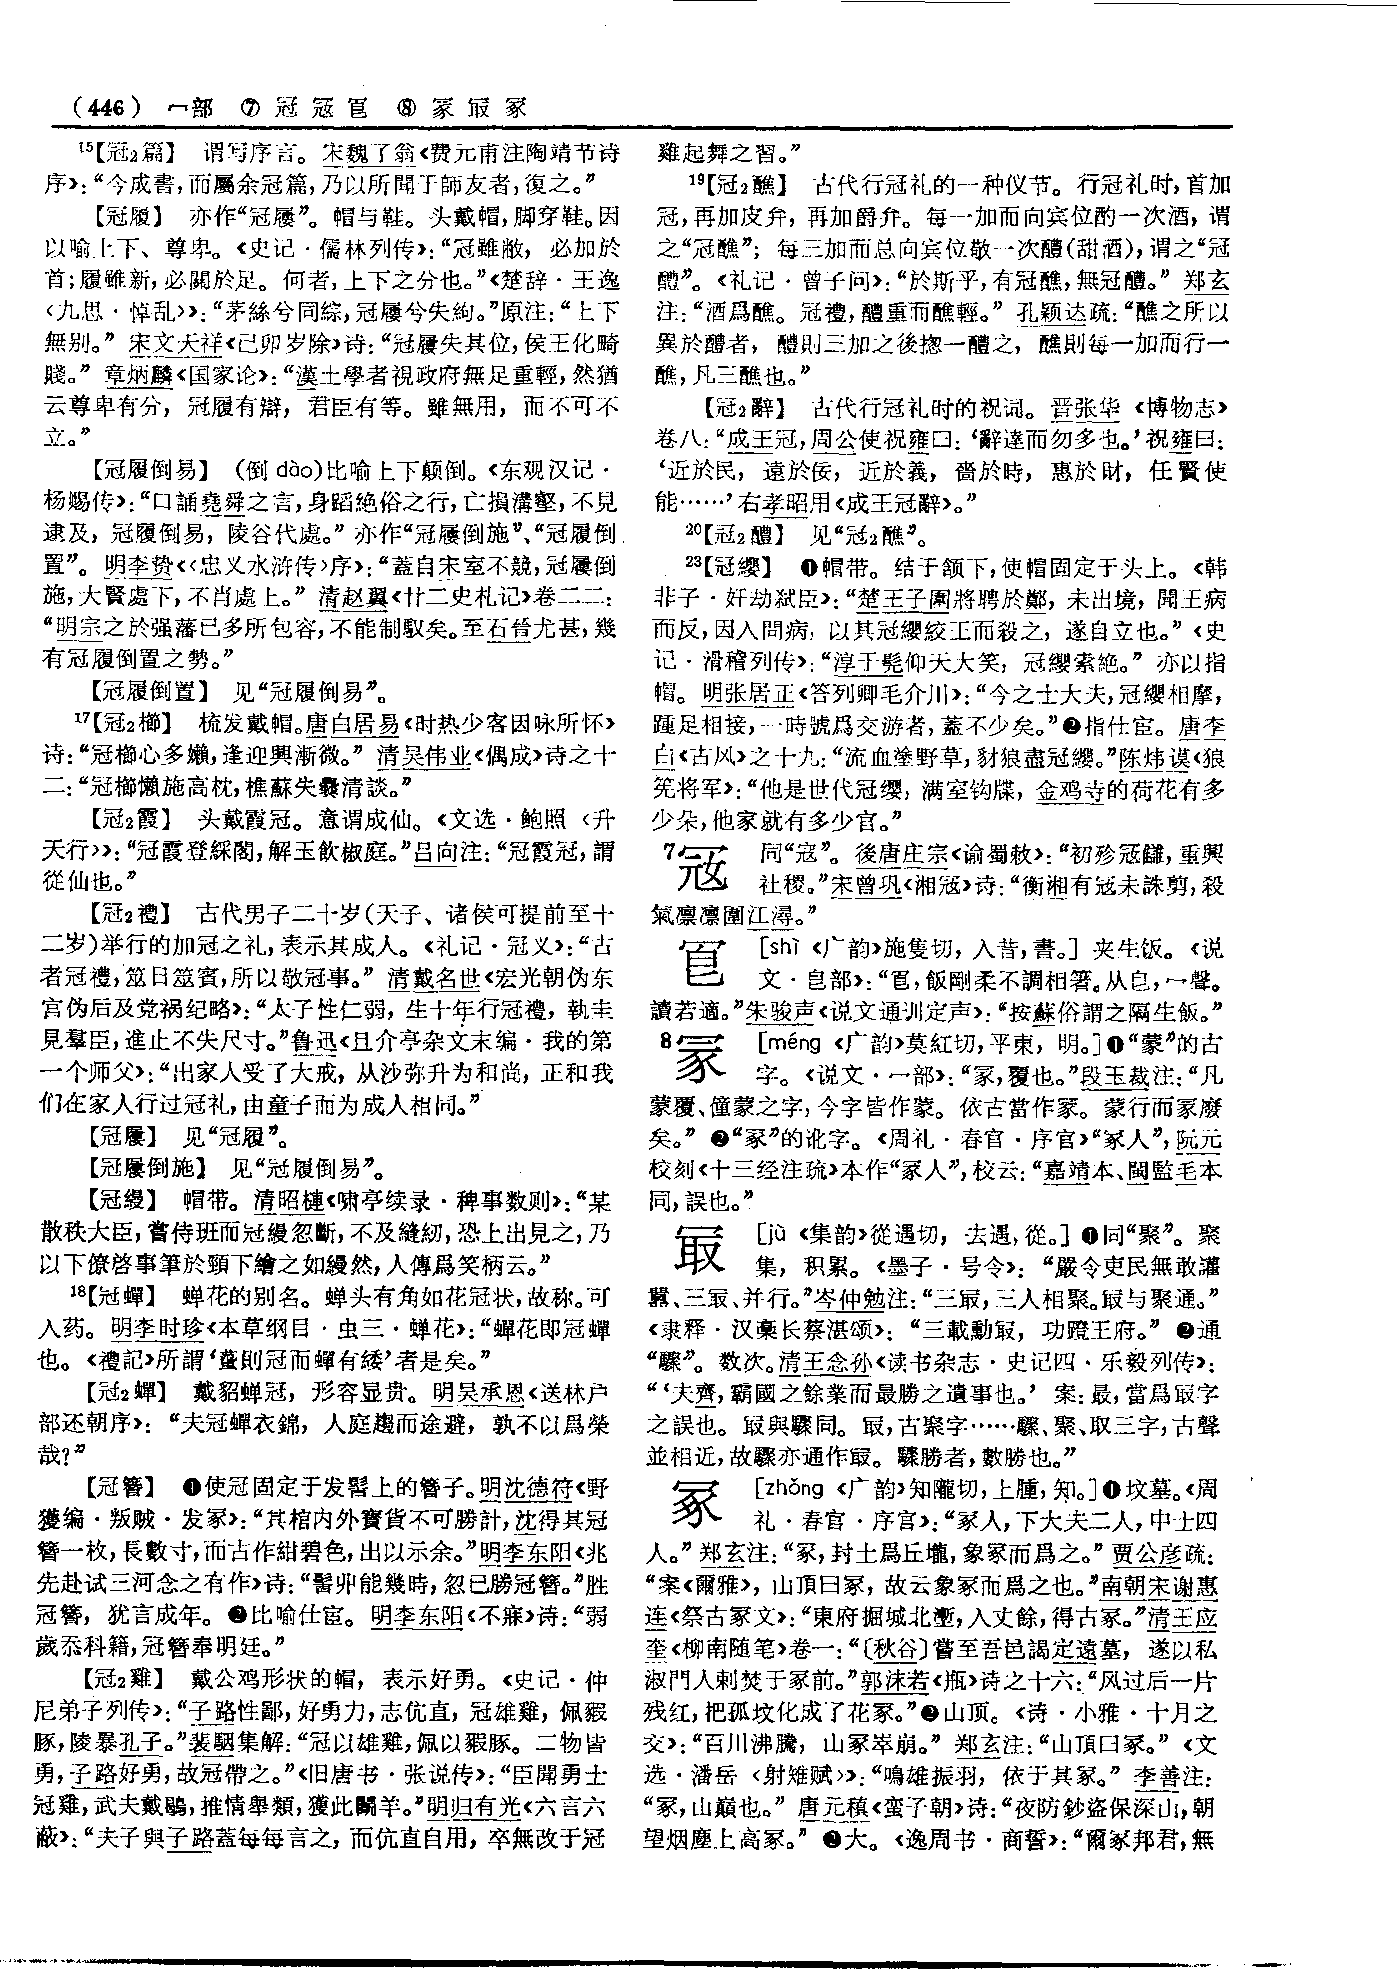 （446） 冖部 ⑦ 冠 冦 𠖗 ⑧ 冡 冣 冢
¹⁵【冠₂篇】 谓写序言。宋魏了翁《费元甫注陶靖节诗
序》：“今成書，而屬余冠篇，乃以所聞于師友者，復之。”
【冠履】 亦作“冠屨”。帽与鞋。头戴帽，脚穿鞋。因
以喻上下、尊卑。《史记·儒林列传》：“冠雖敝，必加於
首；履雖新，必關於足。何者，上下之分也。”《楚辞·王逸
〈九思·悼乱〉》：“茅絲兮同綜，冠屨兮失絇。”原注：“上下
無别。” 宋文天祥《己卯岁除》诗：“冠屨失其位，侯王化畸
賤。” 章炳麟《国家论》：“漢土學者視政府無足重輕，然猶
云尊卑有分，冠履有辯，君臣有等。雖無用，而不可不
立。”
【冠履倒易】 （倒 dào）比喻上下颠倒。《东观汉记·
杨赐传》：“口誦堯舜之言，身蹈絶俗之行，亡損溝壑，不見
逮及，冠履倒易，陵谷代處。” 亦作“冠屨倒施”、“冠履倒
置”。明李贽《〈忠义水浒传〉序》：“蓋自宋室不競，冠屨倒
施，大賢處下，不肖處上。” 清赵翼《廿二史札记》卷二二：
“明宗之於强藩已多所包容，不能制馭矣。至石晉尤甚，幾
有冠履倒置之勢。”
【冠履倒置】 见“冠履倒易”。
¹⁷【冠₂櫛】 梳发戴帽。唐白居易《时热少客因咏所怀》
诗：“冠櫛心多嬾，逢迎興漸微。” 清吴伟业《偶成》诗之十
二：“冠櫛懶施高枕，樵蘇失爨清談。”
【冠₂霞】 头戴霞冠。意谓成仙。《文选·鲍照〈升
天行〉》：“冠霞登綵閣，解玉飲椒庭。”吕向注：“冠霞冠，謂
從仙也。”
【冠₂禮】 古代男子二十岁（天子、诸侯可提前至十
二岁）举行的加冠之礼，表示其成人。《礼记·冠义》：“古
者冠禮，筮日筮賓，所以敬冠事。” 清戴名世《宏光朝伪东
宫伪后及党祸纪略》：“太子性仁弱，生十年行冠禮，執圭
見羣臣，進止不失尺寸。”鲁迅《且介亭杂文末编·我的第
一个师父》：“出家人受了大戒，从沙弥升为和尚，正和我
们在家人行过冠礼，由童子而为成人相同。”
【冠屨】 见“冠履”。
【冠屨倒施】 见“冠履倒易”。
【冠緩】 帽带。清昭梿《啸亭续录·稗事数则》：“某
散秩大臣，嘗侍班而冠緩忽斷，不及縫紉，恐上出見之，乃
以下僚啓事筆於頸下繪之如緩然，人傳爲笑柄云。”
¹⁸【冠蟬】 蝉花的别名。蝉头有角如花冠状，故称。可
入药。明李时珍《本草纲目·虫三·蝉花》：“蟬花即冠蟬
也。《禮記》所謂‘蠭則冠而蟬有緌’者是矣。”
【冠₂蟬】 戴貂蝉冠，形容显贵。明吴承恩《送林户
部还朝序》：“夫冠蟬衣錦，人庭趨而途避，孰不以爲榮
哉？”
【冠簪】 ❶使冠固定于发髻上的簪子。明沈德符《野
獲编·叛贼·发冢》：“其棺内外寶貨不可勝計，沈得其冠
簪一枚，長數寸，而古作紺碧色，出以示余。”明李东阳《兆
先赴试三河念之有作》诗：“髻丱能幾時，忽已勝冠簪。”胜
冠簪，犹言成年。❷比喻仕宦。明李东阳《不寐》诗：“弱
歲忝科籍，冠簪奉明廷。”
【冠₂雞】 戴公鸡形状的帽，表示好勇。《史记·仲
尼弟子列传》：“子路性鄙，好勇力，志伉直，冠雄雞，佩豭
豚，陵暴孔子。”裴駰集解：“冠以雄雞，佩以豭豚。二物皆
勇，子路好勇，故冠帶之。”《旧唐书·张说传》：“臣聞勇士
冠雞，武夫戴鶡，推情舉類，獲此鬭羊。”明归有光《六言六
蔽》：“夫子與子路蓋每每言之，而伉直自用，卒無改于冠
雞起舞之習。”
¹⁹【冠₂醮】 古代行冠礼的一种仪节。行冠礼时，首加
冠，再加皮弁，再加爵弁。每一加而向宾位酌一次酒，谓
之“冠醮”；每三加而总向宾位敬一次醴（甜酒），谓之“冠
醴”。《礼记·曾子问》：“於斯乎，有冠醮，無冠醴。” 郑玄
注：“酒爲醮。冠禮，醴重而醮輕。” 孔颖达疏：“醮之所以
異於醴者，醴則三加之後揔一醴之，醮則每一加而行一
醮，凡三醮也。”
【冠₂辭】 古代行冠礼时的祝词。晋张华《博物志》
卷八：“成王冠，周公使祝雍曰：‘辭達而勿多也。’祝雍曰：
‘近於民，遠於佞，近於義，嗇於時，惠於財，任賢使
能……’右孝昭用《成王冠辭》。”
²⁰【冠₂醴】 见“冠₂醮”。
²³【冠纓】 ❶帽带。结于颔下，使帽固定于头上。《韩
非子·奸劫弑臣》：“楚王子圍將聘於鄭，未出境，聞王病
而反，因入問病，以其冠纓絞王而殺之，遂自立也。”《史
记·滑稽列传》：“淳于髡仰天大笑，冠纓索絶。” 亦以指
帽。明张居正《答列卿毛介川》：“今之士大夫，冠纓相摩，
踵足相接，一時號爲交游者，蓋不少矣。”❷指仕宦。唐李
白《古风》之十九：“流血塗野草，豺狼盡冠纓。”陈炜谟《狼
筅将军》：“他是世代冠缨，满室钩牒，金鸡寺的荷花有多
少朵，他家就有多少官。”
⁷冦 同“寇”。後唐庄宗《谕蜀敕》：“初殄冦讎，重興
社稷。”宋曾巩《湘冦》诗：“衡湘有冦未誅剪，殺
氣凛凛圍江潯。”
𠖗 [shì《广韵》施隻切，入昔，書。] 夹生饭。《说
文·皀部》：“𠖗，飯剛柔不調相箸。从皀，冖聲。
讀若適。”朱骏声《说文通训定声》：“按蘇俗謂之隔生飯。”
⁸冡 [méng《广韵》莫紅切，平東，明。]❶“蒙”的古
字。《说文·冖部》：“冡，覆也。”段玉裁注：“凡
蒙覆、僮蒙之字，今字皆作蒙。依古當作冡。蒙行而冡廢
矣。” ❷“冢”的讹字。《周礼·春官·序官》“冡人”，阮元
校刻《十三经注疏》本作“冢人”，校云：“嘉靖本、閩監毛本
同，誤也。”
冣 [jù《集韵》從遇切，去遇，從。]❶同“聚”。聚
集，积累。《墨子·号令》：“嚴令吏民無敢讙
囂、三冣、并行。”岑仲勉注：“三冣，三人相聚。冣与聚通。”
《隶释·汉槀长蔡湛颂》：“三載勳冣，功蹬王府。” ❷通
“驟”。数次。清王念孙《读书杂志·史记四·乐毅列传》：
“‘夫齊，霸國之餘業而最勝之遺事也。’ 案：最，當爲冣字
之誤也。冣與驟同。冣，古聚字……驟、聚、取三字，古聲
並相近，故驟亦通作冣。驟勝者，數勝也。”
冢 [zhǒng《广韵》知隴切，上腫，知。]❶坟墓。《周
礼·春官·序官》：“冢人，下大夫二人，中士四
人。” 郑玄注：“冢，封土爲丘壠，象冢而爲之。” 贾公彦疏：
“案《爾雅》，山頂曰冢，故云象冢而爲之也。”南朝宋谢惠
连《祭古冢文》：“東府掘城北壍，入丈餘，得古冢。”清王应
奎《柳南随笔》卷一：“〔秋谷〕嘗至吾邑謁定遠墓，遂以私
淑門人刺焚于冢前。”郭沫若《瓶》诗之十六：“风过后一片
残红，把孤坟化成了花冢。”❷山顶。《诗·小雅·十月之
交》：“百川沸騰，山冢崒崩。” 郑玄注：“山頂曰冢。”《文
选·潘岳〈射雉赋〉》：“鳴雄振羽，依于其冢。” 李善注：
“冢，山巔也。” 唐元稹《蛮子朝》诗：“夜防鈔盜保深山，朝
望烟塵上高冢。” ❸大。《逸周书·商誓》：“爾冢邦君，無